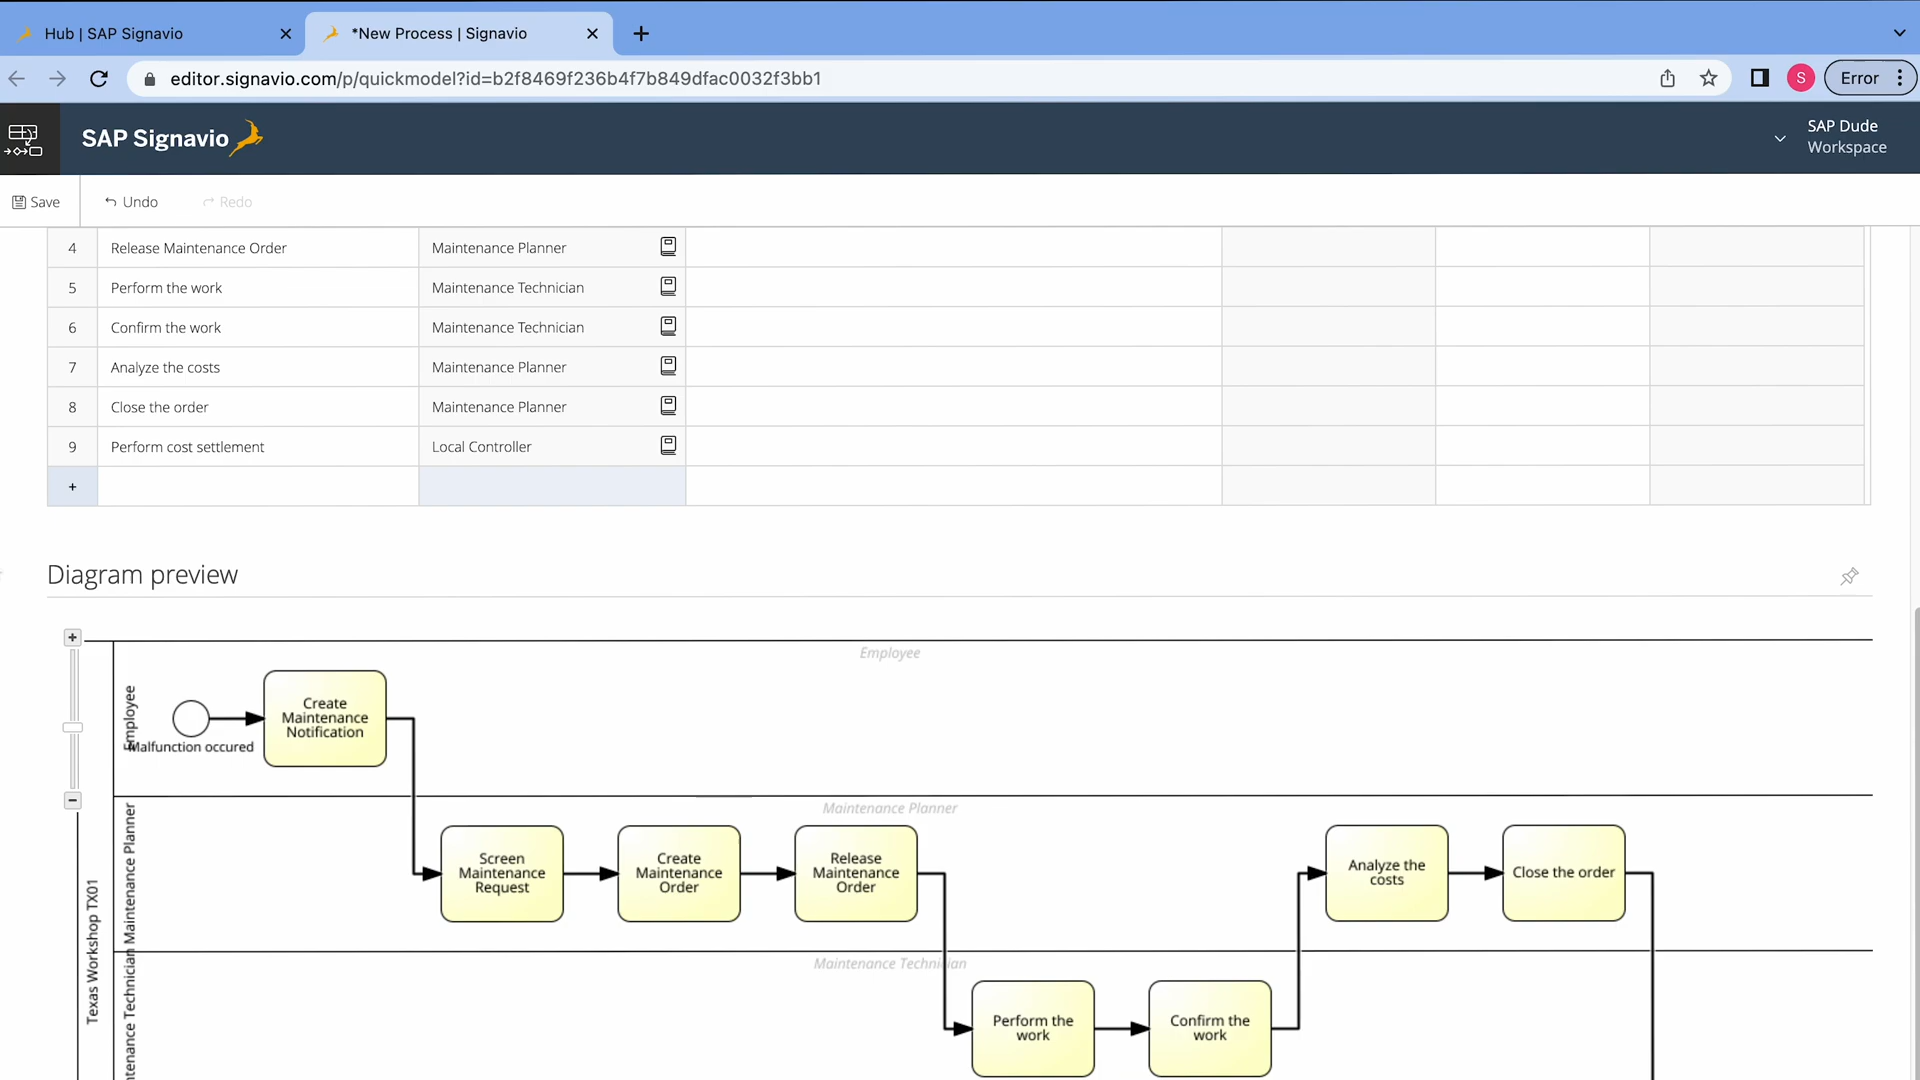 Hub | SAP Signavio
*New Process | Signavio
editor.signavio.com/p/quickmodel?id=b2f8469f236b4f7b849dfac0032f3bb1
S
Error
SAP Signavio
SAP Dude
Workspace
Save
Undo
Redo
4 Release Maintenance Order Maintenance Planner
5 Perform the work Maintenance Technician
6 Confirm the work Maintenance Technician
7 Analyze the costs Maintenance Planner
8 Close the order Maintenance Planner
9 Perform cost settlement Local Controller
+
Diagram preview
+
−
Texas Workshop TX01
Employee
Employee
Malfunction occured
Create
Maintenance
Notification
Maintenance Planner
Maintenance Planner
Screen
Maintenance
Request
Create
Maintenance
Order
Release
Maintenance
Order
Analyze the
costs
Close the order
Technician
Maintenance Technician
Perform the
work
Confirm the
work